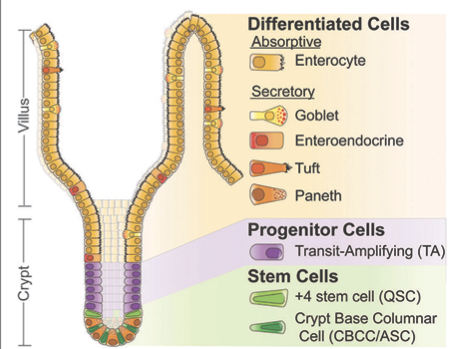 Differentiated Cells
Absorptive
Enterocyte
Secretory
Goblet
Enteroendocrine
Tuft
Paneth
Progenitor Cells
Transit-Amplifying (TA)
Stem Cells
+4 stem cell (QSC)
Crypt Base Columnar
Cell (CBCC/ASC)
Villus
Crypt